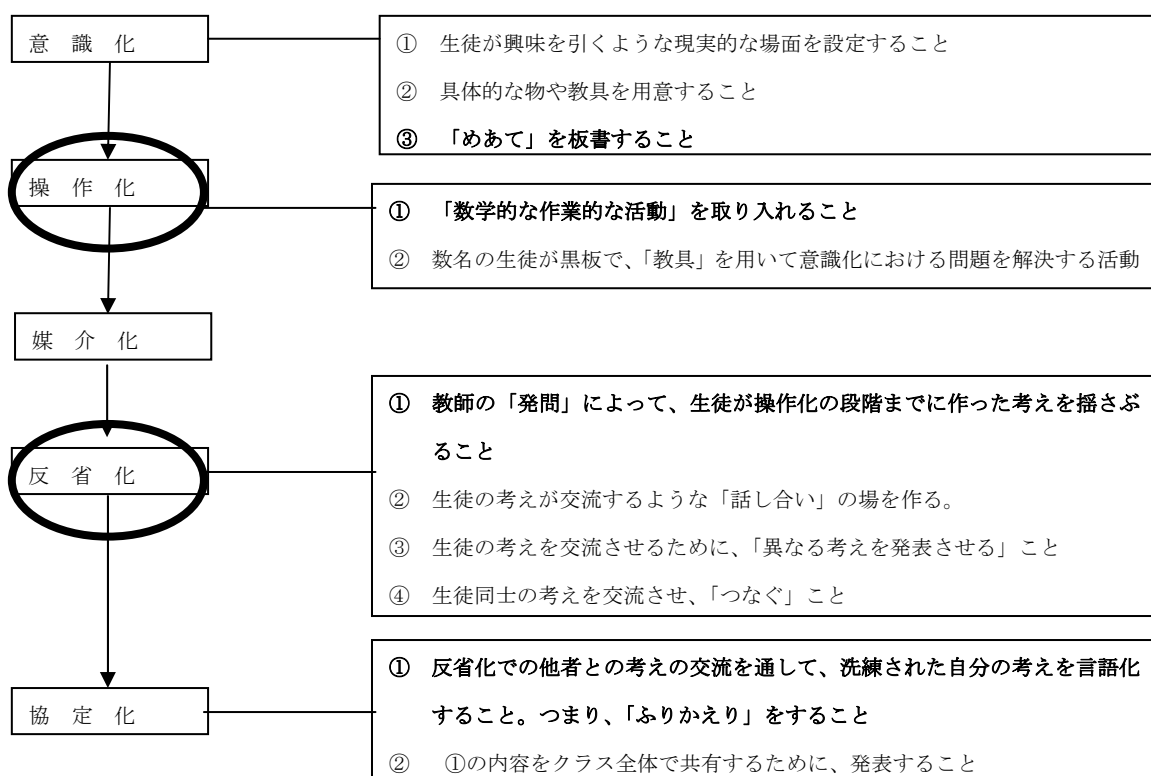 意識化
① 生徒が興味を引くような現実的な場面を設定すること
② 具体的な物や教具を用意すること
③ 「めあて」を板書すること
操作化
① 「数学的な作業的な活動」を取り入れること
② 数名の生徒が黒板で、「教具」を用いて意識化における問題を解決する活動
媒介化
反省化
① 教師の「発問」によって、生徒が操作化の段階までに作った考えを揺さぶ
ること
② 生徒の考えが交流するような「話し合い」の場を作る。
③ 生徒の考えを交流させるために、「異なる考えを発表させる」こと
④ 生徒同士の考えを交流させ、「つなぐ」こと
協定化
① 反省化での他者との考えの交流を通して、洗練された自分の考えを言語化
すること。つまり、「ふりかえり」をすること
② ①の内容をクラス全体で共有するために、発表すること